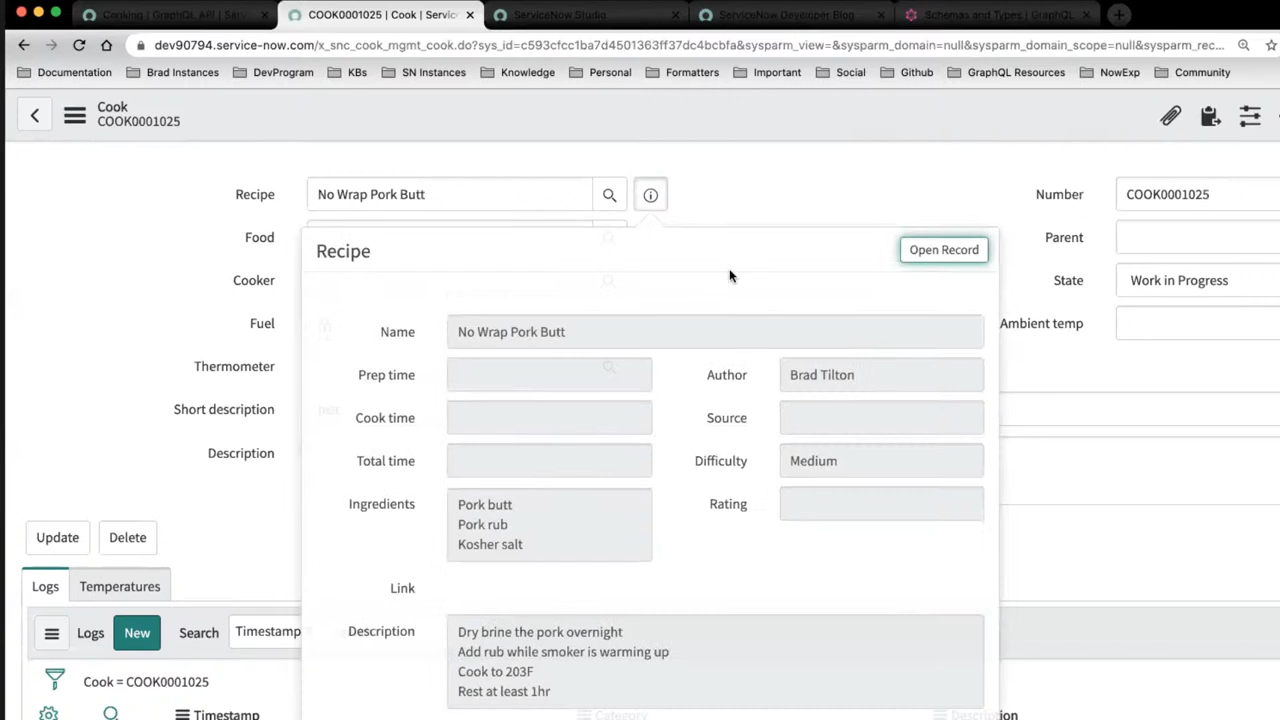 Cooking | GraphQL API | Serv
COOK0001025 | Cook | Servic
ServiceNow Studio
ServiceNow Developer Blog
Schemas and Types | GraphQL
dev90794.service-now.com/x_snc_cook_mgmt_cook.do?sys_id=c593cfcc1ba7d4501363ff37dc4bcbfa&sysparm_view=&sysparm_domain=null&sysparm_domain_scope=null&sysparm_rec...
Documentation Brad Instances DevProgram KBs SN Instances Knowledge Personal Formatters Important Social Github GraphQL Resources NowExp Community
Cook
COOK0001025
Recipe No Wrap Pork Butt Number COOK0001025
Food Parent
Recipe Open Record
Cooker State Work in Progress
Fuel Ambient temp
Name No Wrap Pork Butt
Thermometer
Prep time Author Brad Tilton
Short description
Cook time Source
Description
Total time Difficulty Medium
Ingredients Pork butt Rating
Pork rub
Kosher salt
Update Delete
Logs Temperatures
Link
Logs New Search Timestamp
Description Dry brine the pork overnight
Add rub while smoker is warming up
Cook to 203F
Rest at least 1hr
Cook = COOK0001025
Timestamp Category Description